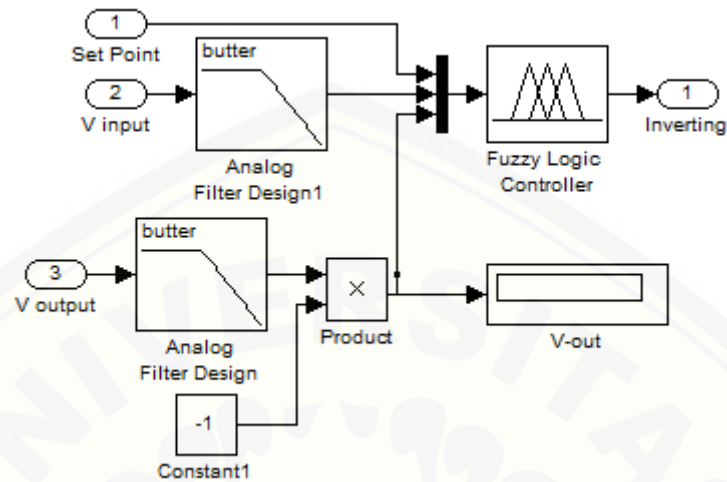 1
Set Point
2
V input
butter
Analog
Filter Design1
Fuzzy Logic
Controller
1
Inverting
3
V output
butter
Analog
Filter Design
×
Product
V-out
-1
Constant1
UNIVERSITA